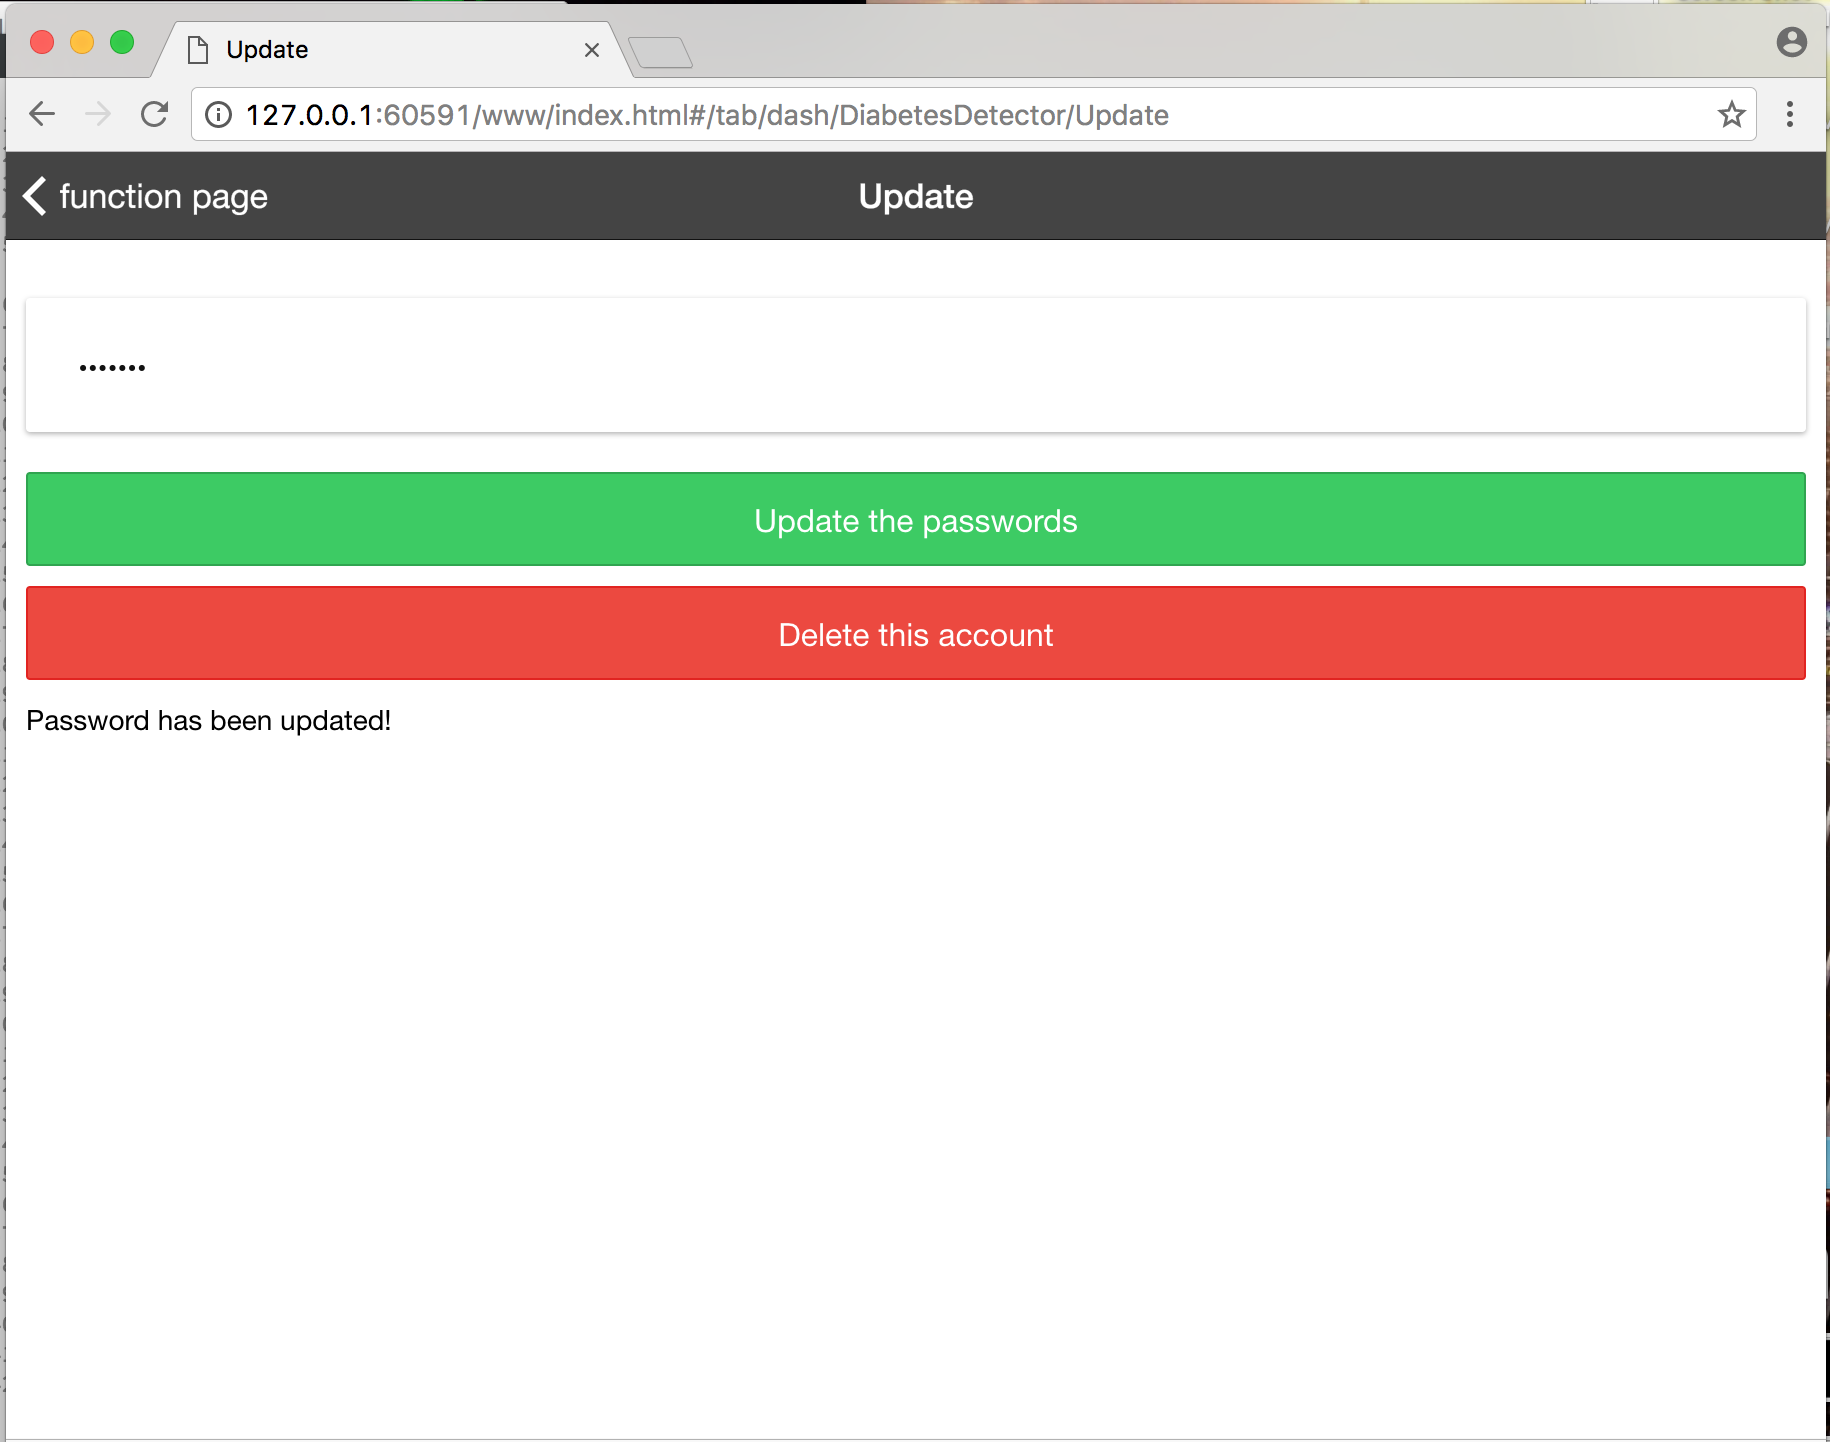 Update
127.0.0.1:60591/www/index.html#/tab/dash/DiabetesDetector/Update
function page
Update
•••••••
Update the passwords
Delete this account
Password has been updated!